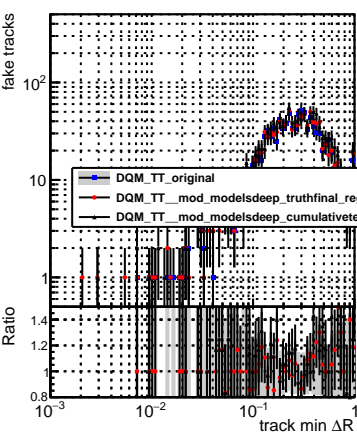 fake tracks
10²
10
1
DQM_TT_original
DQM_TT__mod_modelsdeep_truthfinal_re
DQM_TT__mod_modelsdeep_cumulativete
Ratio
1.4
1.2
1
0.8
10⁻³ 10⁻² 10⁻¹ 1
track min ΔR